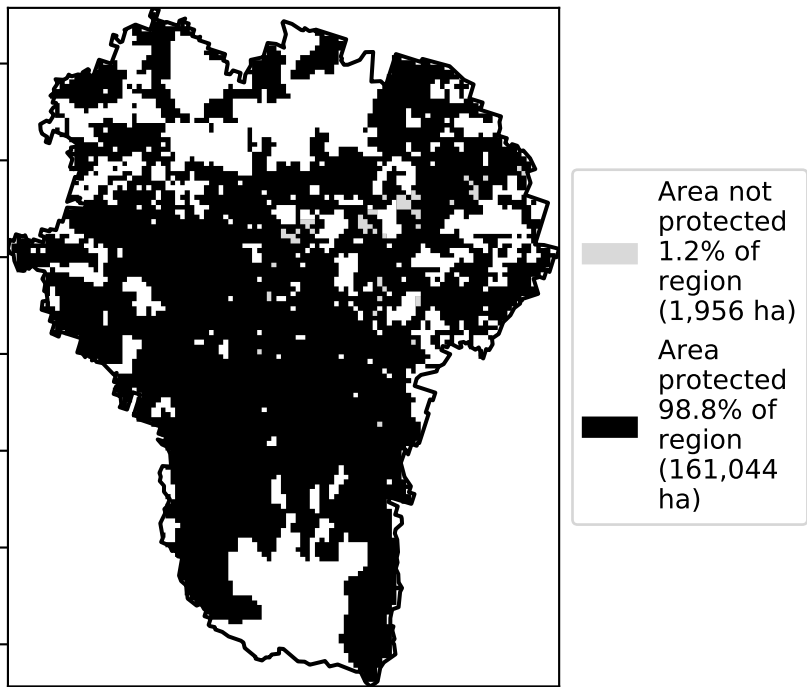 Area not
protected
1.2% of
region
(1,956 ha)
Area
protected
98.8% of
region
(161,044
ha)